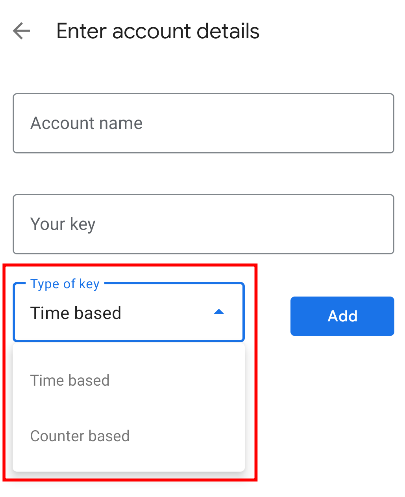 Enter account details
Account name
Your key
Type of key
Time based
Add
Time based
Counter based